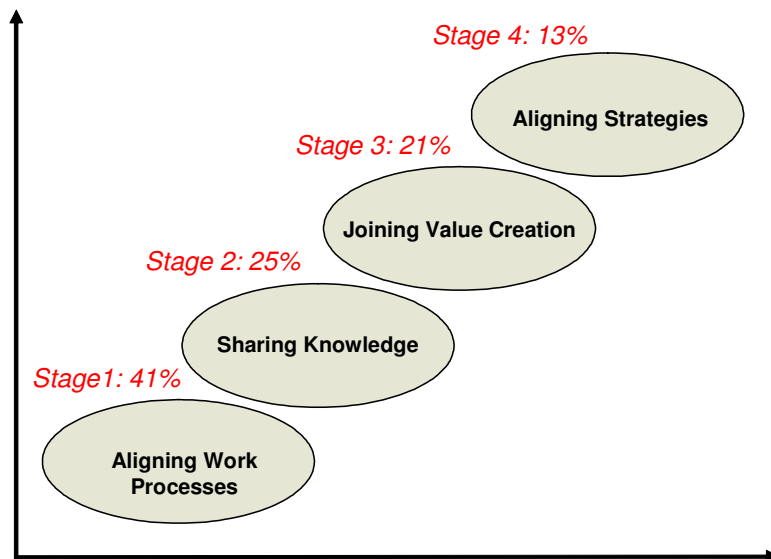 Stage 4: 13%
Aligning Strategies
Stage 3: 21%
Joining Value Creation
Stage 2: 25%
Sharing Knowledge
Stage1: 41%
Aligning Work
Processes